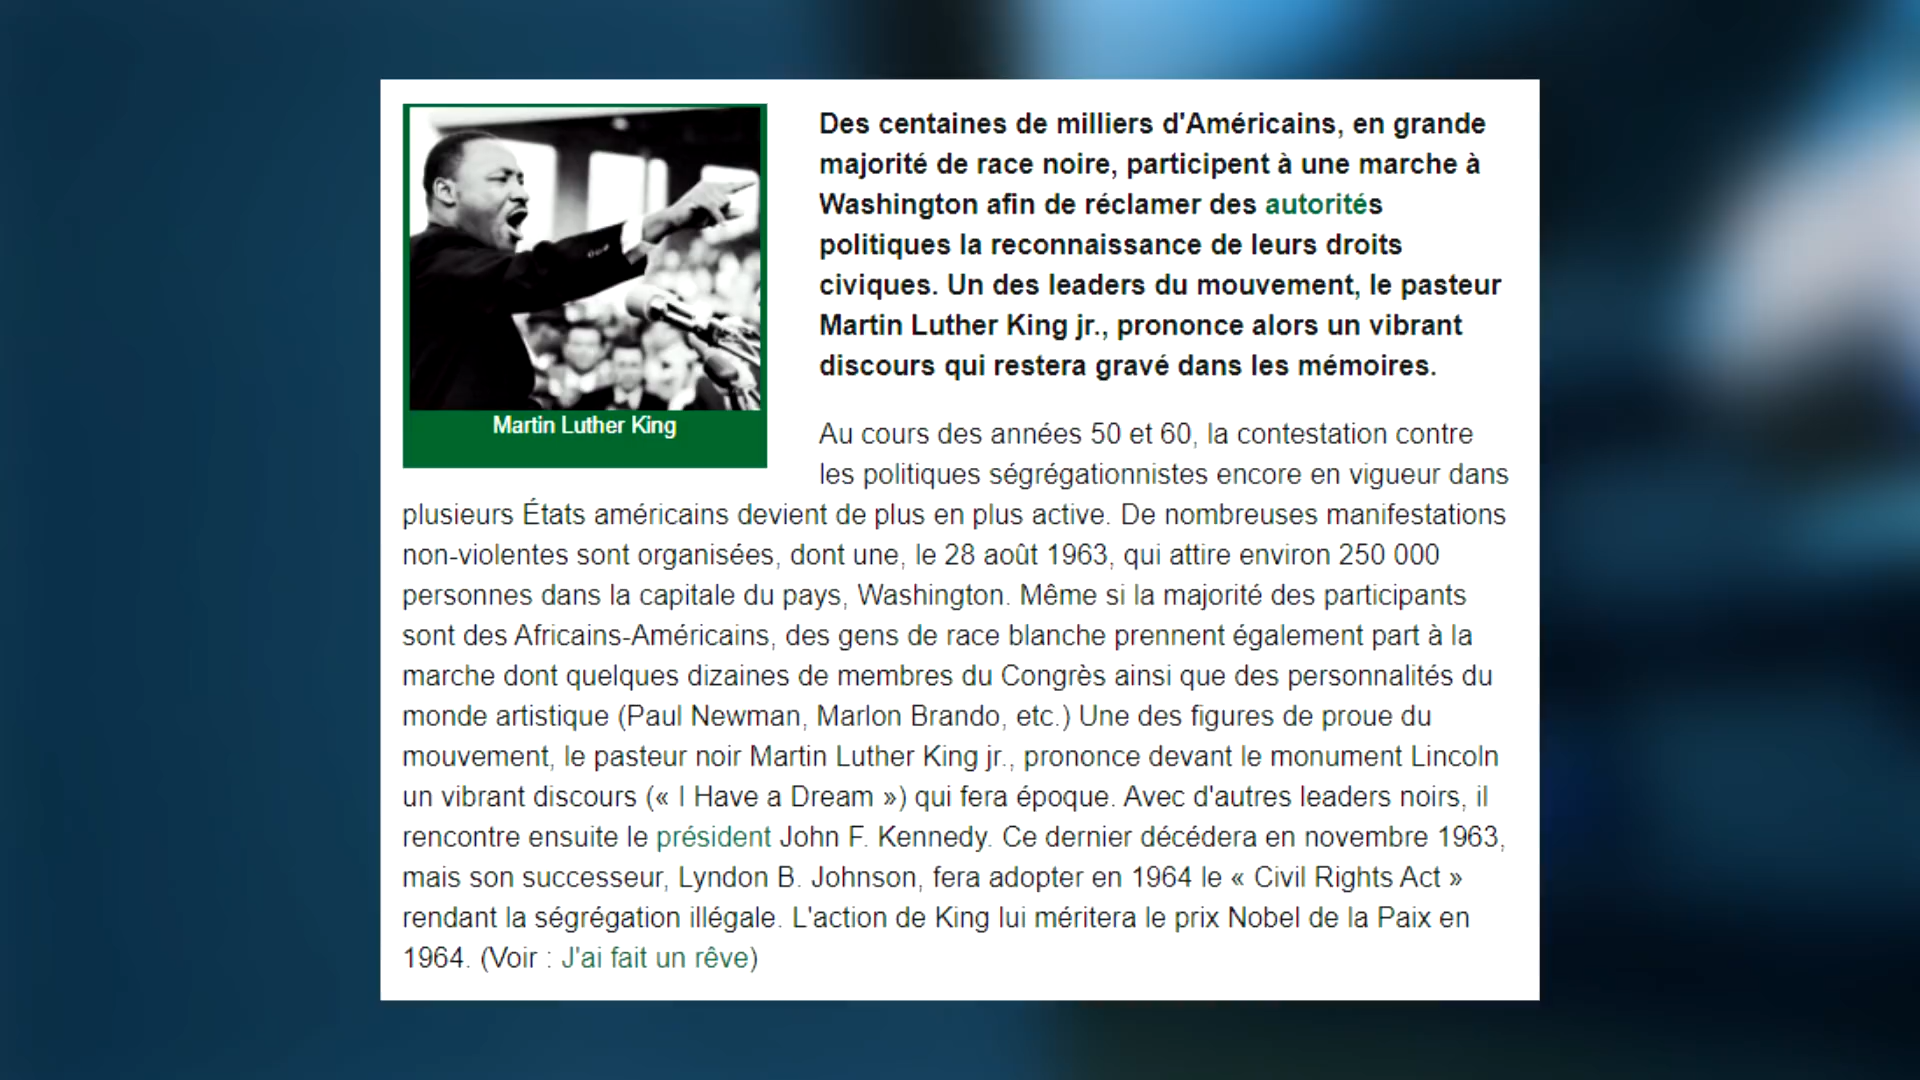 Martin Luther King
Des centaines de milliers d'Américains, en grande
majorité de race noire, participent à une marche à
Washington afin de réclamer des autorités
politiques la reconnaissance de leurs droits
civiques. Un des leaders du mouvement, le pasteur
Martin Luther King jr., prononce alors un vibrant
discours qui restera gravé dans les mémoires.
Au cours des années 50 et 60, la contestation contre
les politiques ségrégationnistes encore en vigueur dans
plusieurs États américains devient de plus en plus active. De nombreuses manifestations
non-violentes sont organisées, dont une, le 28 août 1963, qui attire environ 250 000
personnes dans la capitale du pays, Washington. Même si la majorité des participants
sont des Africains-Américains, des gens de race blanche prennent également part à la
marche dont quelques dizaines de membres du Congrès ainsi que des personnalités du
monde artistique (Paul Newman, Marlon Brando, etc.) Une des figures de proue du
mouvement, le pasteur noir Martin Luther King jr., prononce devant le monument Lincoln
un vibrant discours (« I Have a Dream ») qui fera époque. Avec d'autres leaders noirs, il
rencontre ensuite le président John F. Kennedy. Ce dernier décédera en novembre 1963,
mais son successeur, Lyndon B. Johnson, fera adopter en 1964 le « Civil Rights Act »
rendant la ségrégation illégale. L'action de King lui méritera le prix Nobel de la Paix en
1964. (Voir : J'ai fait un rêve)